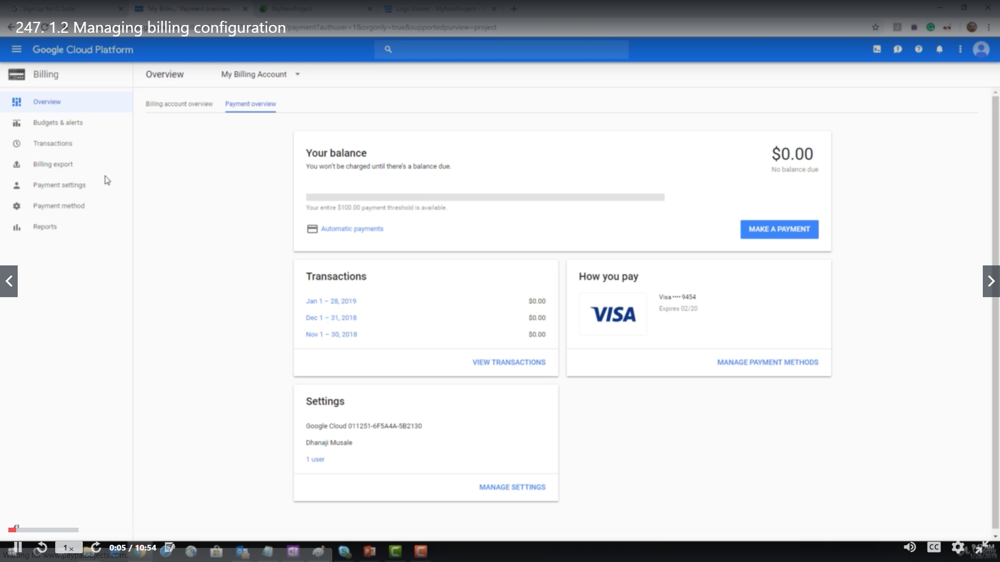 Sign up for G Suite
'My Billin...' Payment overview -
MyNewProject
Logs Viewer - MyNewProject -
247. 1.2 Managing billing configuration
payment?authuser=1&orgonly=true&supportedpurview=project
Google Cloud Platform
Billing
Overview
My Billing Account
Overview
Budgets & alerts
Transactions
Billing export
Payment settings
Payment method
Reports
Billing account overview
Payment overview
Your balance
You won't be charged until there's a balance due.
$0.00
No balance due
Your entire $100.00 payment threshold is available.
Automatic payments
MAKE A PAYMENT
Transactions
Jan 1 – 28, 2019 $0.00
Dec 1 – 31, 2018 $0.00
Nov 1 – 30, 2018 $0.00
VIEW TRANSACTIONS
How you pay
VISA
Visa •••• 9454
Expires 02/20
MANAGE PAYMENT METHODS
Settings
Google Cloud 011251-6F5A4A-5B2130
Dhanaji Musale
1 user
MANAGE SETTINGS
1x
0:05 / 10:54
CC
Waiting for www.paypalobjects.com...
1/28/2019